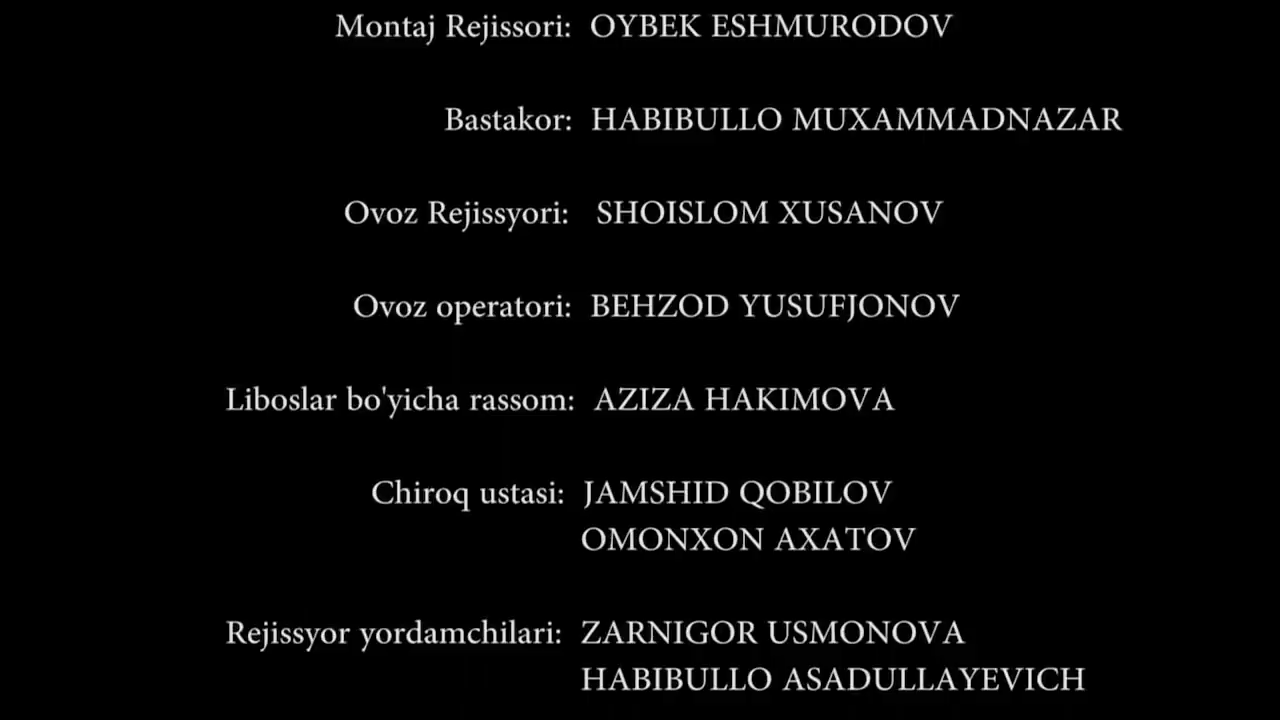 Montaj Rejissori: OYBEK ESHMURODOV
Bastakor: HABIBULLO MUXAMMADNAZAR
Ovoz Rejissyori: SHOISLOM XUSANOV
Ovoz operatori: BEHZOD YUSUFJONOV
Liboslar bo'yicha rassom: AZIZA HAKIMOVA
Chiroq ustasi: JAMSHID QOBILOV
OMONXON AXATOV
Rejissyor yordamchilari: ZARNIGOR USMONOVA
HABIBULLO ASADULLAYEVICH